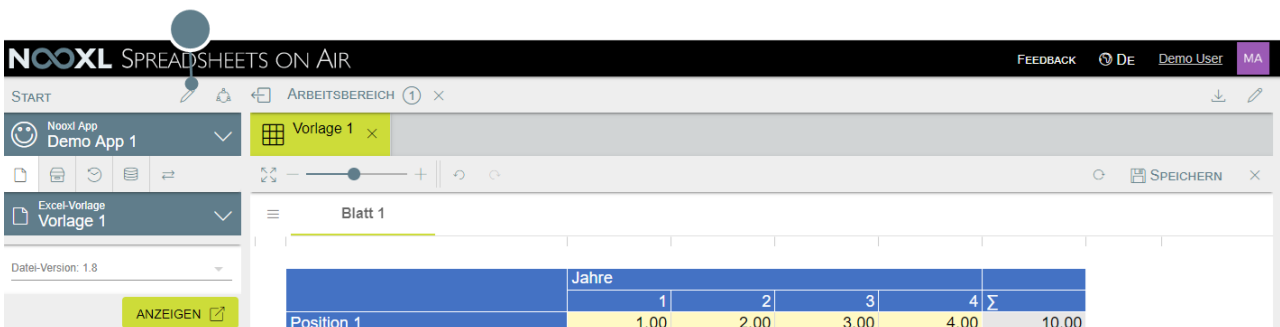 NOOXL SPREADSHEETS ON AIR
FEEDBACK DE Demo User MA
START ARBEITSBEREICH 1
Nooxl App
Demo App 1
Vorlage 1
SPEICHERN
Excel-Vorlage
Vorlage 1
Blatt 1
Datei-Version: 1.8
ANZEIGEN
Jahre
1 2 3 4 Σ
Position 1 1.00 2.00 3.00 4.00 10.00